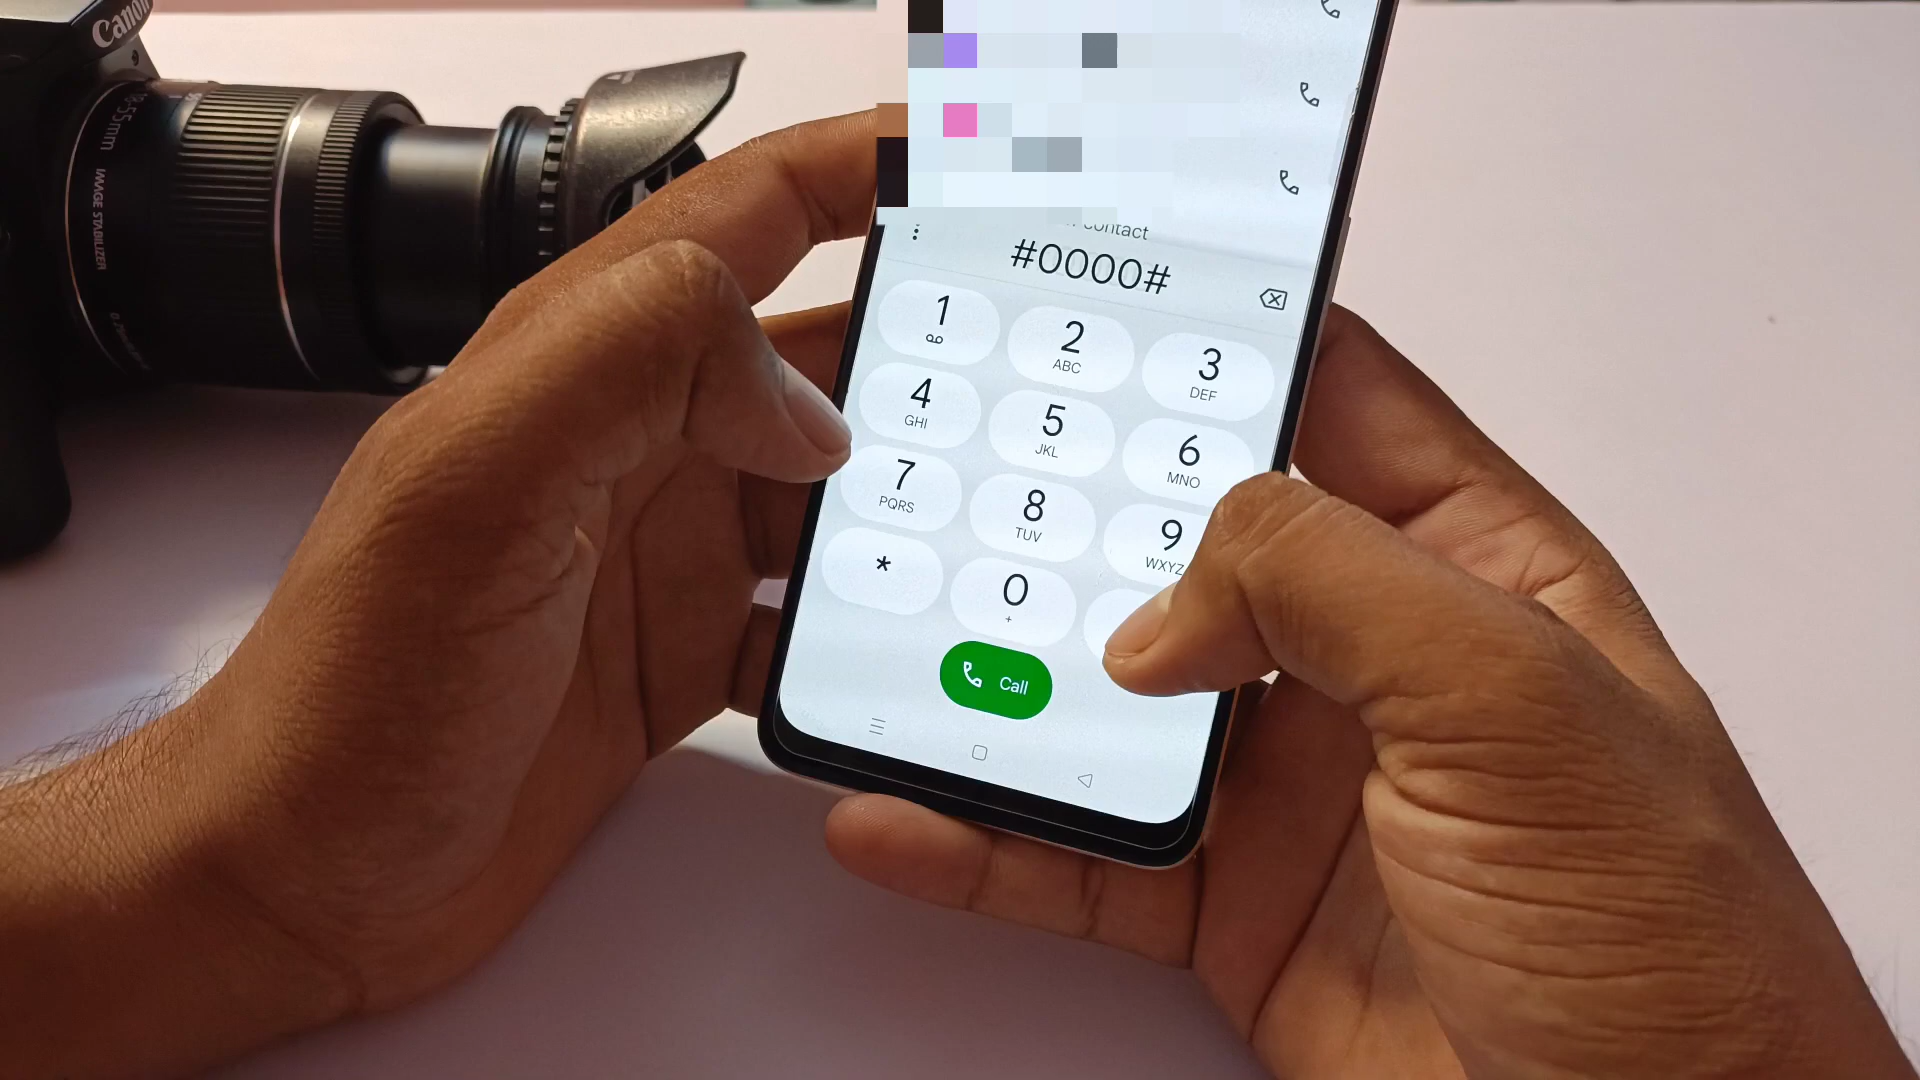 Canon
18-55mm
IMAGE STABILIZER
contact
#0000#
1
2
ABC
3
DEF
4
GHI
5
JKL
6
MNO
7
PQRS
8
TUV
9
WXYZ
*
0
+
Call